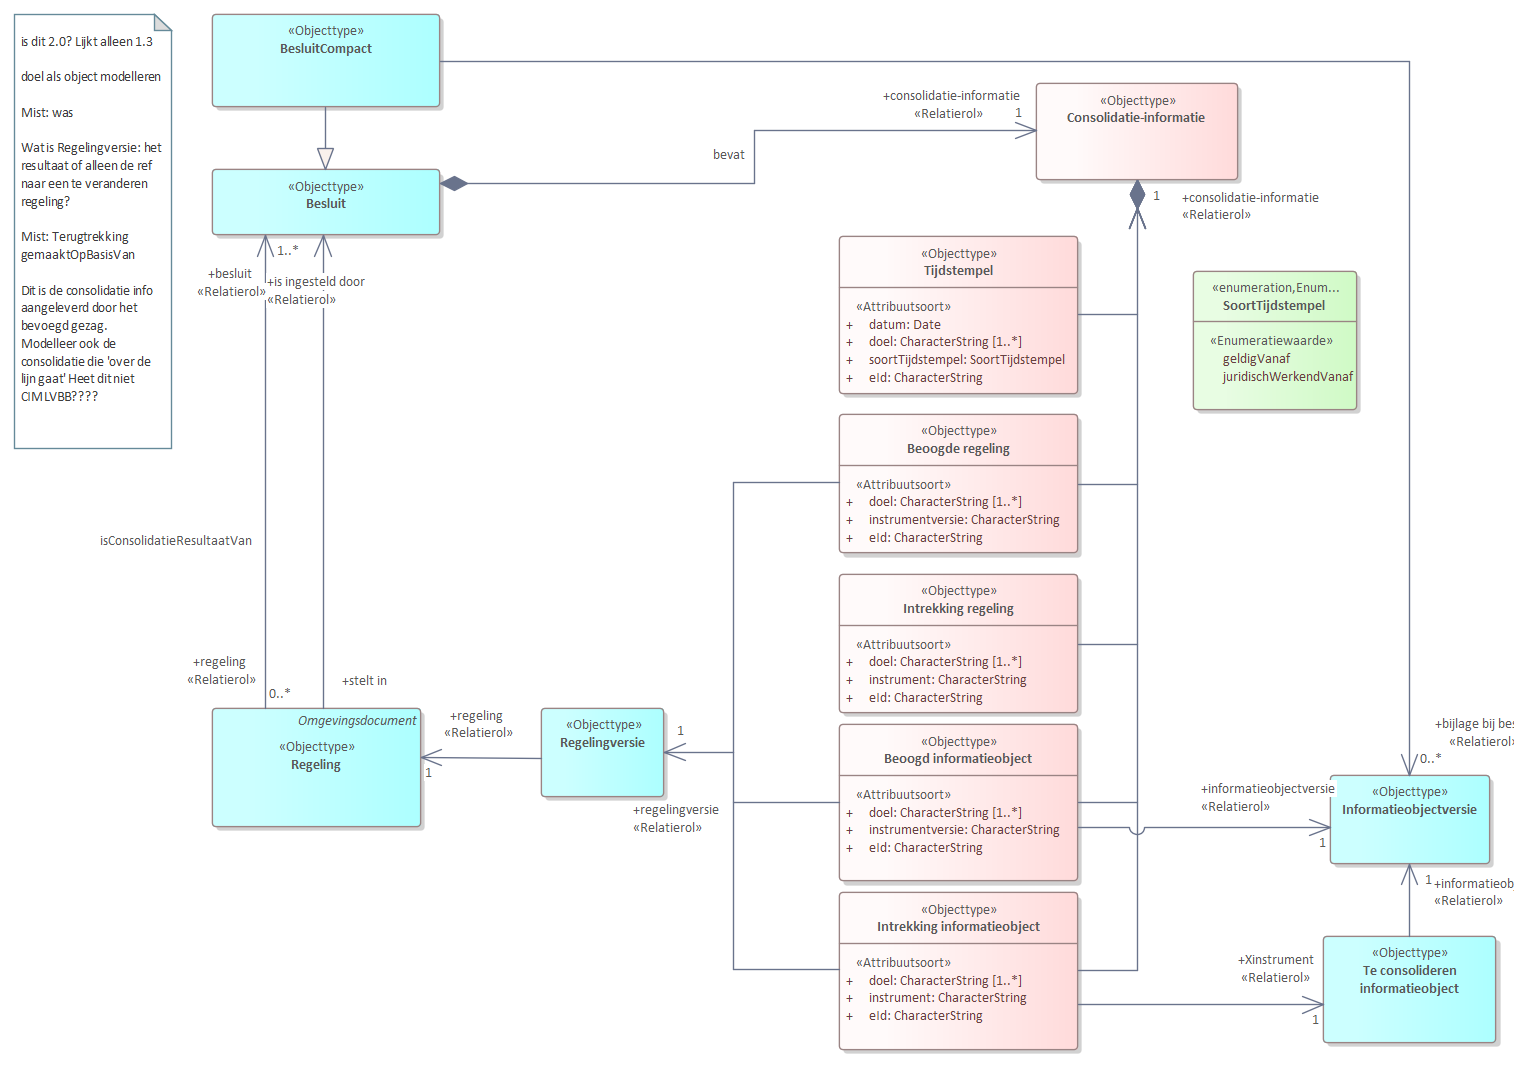 is dit 2.0? Lijkt alleen 1.3
doel als object modelleren
Mist: was
Wat is Regelingversie: het
resultaat of alleen de ref
naar een te veranderen
regeling?
Mist: Terugtrekking
gemaaktOpBasisVan
Dit is de consolidatie info
aangeleverd door het
bevoegd gezag.
Modelleer ook de
consolidatie die 'over de
lijn gaat' Heet dit niet
CIM LVBB????
«Objecttype»
BesluitCompact
«Objecttype»
Besluit
bevat
+consolidatie-informatie
«Relatierol»
1
«Objecttype»
Consolidatie-informatie
1
+consolidatie-informatie
«Relatierol»
1..*
+besluit
«Relatierol»
+is ingesteld door
«Relatierol»
«Objecttype»
Tijdstempel
«Attribuutsoort»
+ datum: Date
+ doel: CharacterString [1..*]
+ soortTijdstempel: SoortTijdstempel
+ eId: CharacterString
«enumeration,Enum...
SoortTijdstempel
«Enumeratiewaarde»
geldigVanaf
juridischWerkendVanaf
«Objecttype»
Beoogde regeling
«Attribuutsoort»
+ doel: CharacterString [1..*]
+ instrumentversie: CharacterString
+ eId: CharacterString
isConsolidatieResultaatVan
«Objecttype»
Intrekking regeling
«Attribuutsoort»
+ doel: CharacterString [1..*]
+ instrument: CharacterString
+ eId: CharacterString
+regeling
«Relatierol»
0..*
+stelt in
Omgevingsdocument
«Objecttype»
Regeling
+regeling
«Relatierol»
1
«Objecttype»
Regelingversie
1
+regelingversie
«Relatierol»
«Objecttype»
Beoogd informatieobject
«Attribuutsoort»
+ doel: CharacterString [1..*]
+ instrumentversie: CharacterString
+ eId: CharacterString
+bijlage bij bes
«Relatierol»
0..*
+informatieobjectversie
«Relatierol»
1
«Objecttype»
Informatieobjectversie
1
+informatieob
«Relatierol»
«Objecttype»
Intrekking informatieobject
«Attribuutsoort»
+ doel: CharacterString [1..*]
+ instrument: CharacterString
+ eId: CharacterString
+Xinstrument
«Relatierol»
1
«Objecttype»
Te consolideren
informatieobject